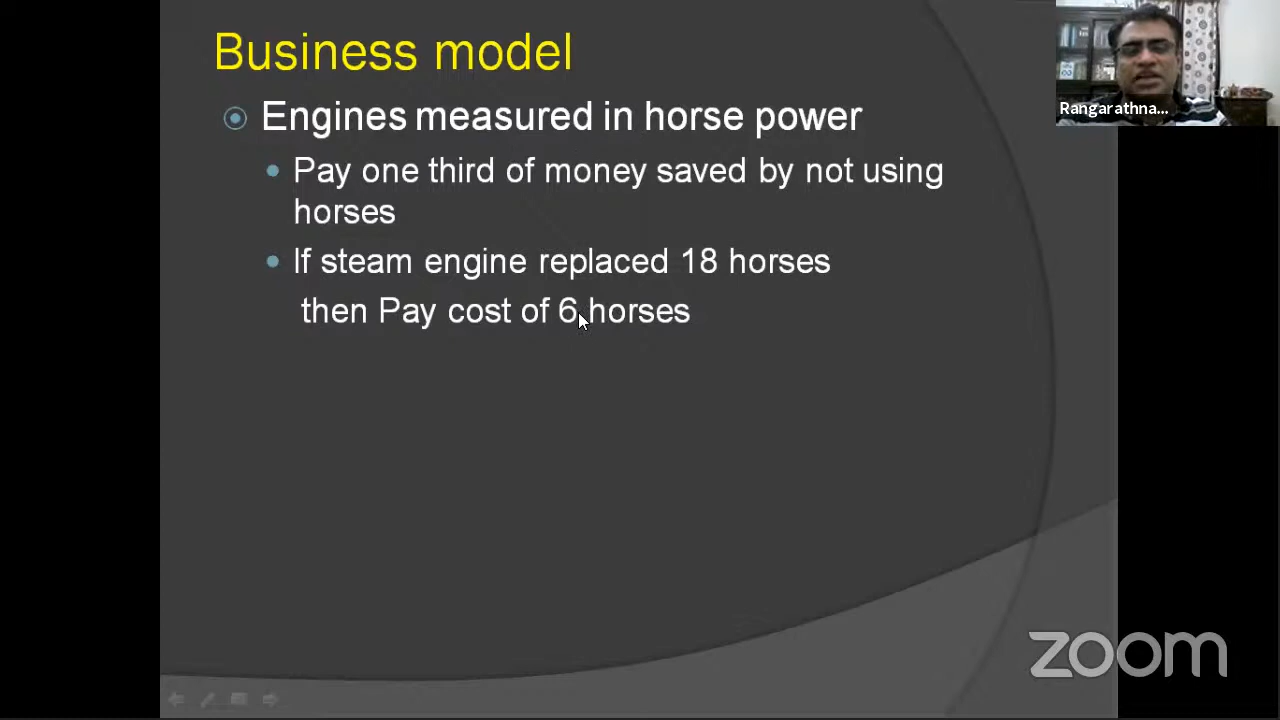 Business model
Engines measured in horse power
Pay one third of money saved by not using
horses
If steam engine replaced 18 horses
then Pay cost of 6 horses
Rangarathna...
zoom